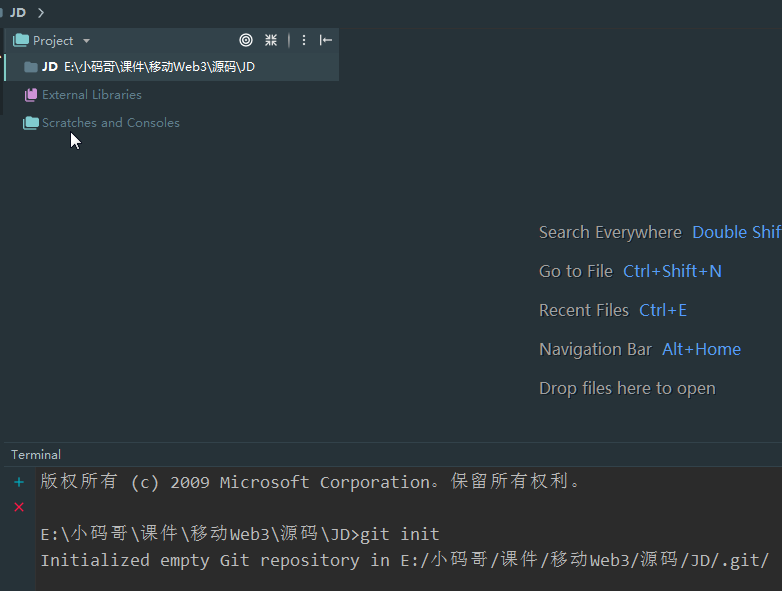 JD
Project
JD E:\小码哥\课件\移动Web3\源码\JD
External Libraries
Scratches and Consoles
Search Everywhere Double Shif
Go to File Ctrl+Shift+N
Recent Files Ctrl+E
Navigation Bar Alt+Home
Drop files here to open
Terminal
版权所有 (c) 2009 Microsoft Corporation。保留所有权利。
E:\小码哥\课件\移动Web3\源码\JD>git init
Initialized empty Git repository in E:/小码哥/课件/移动Web3/源码/JD/.git/